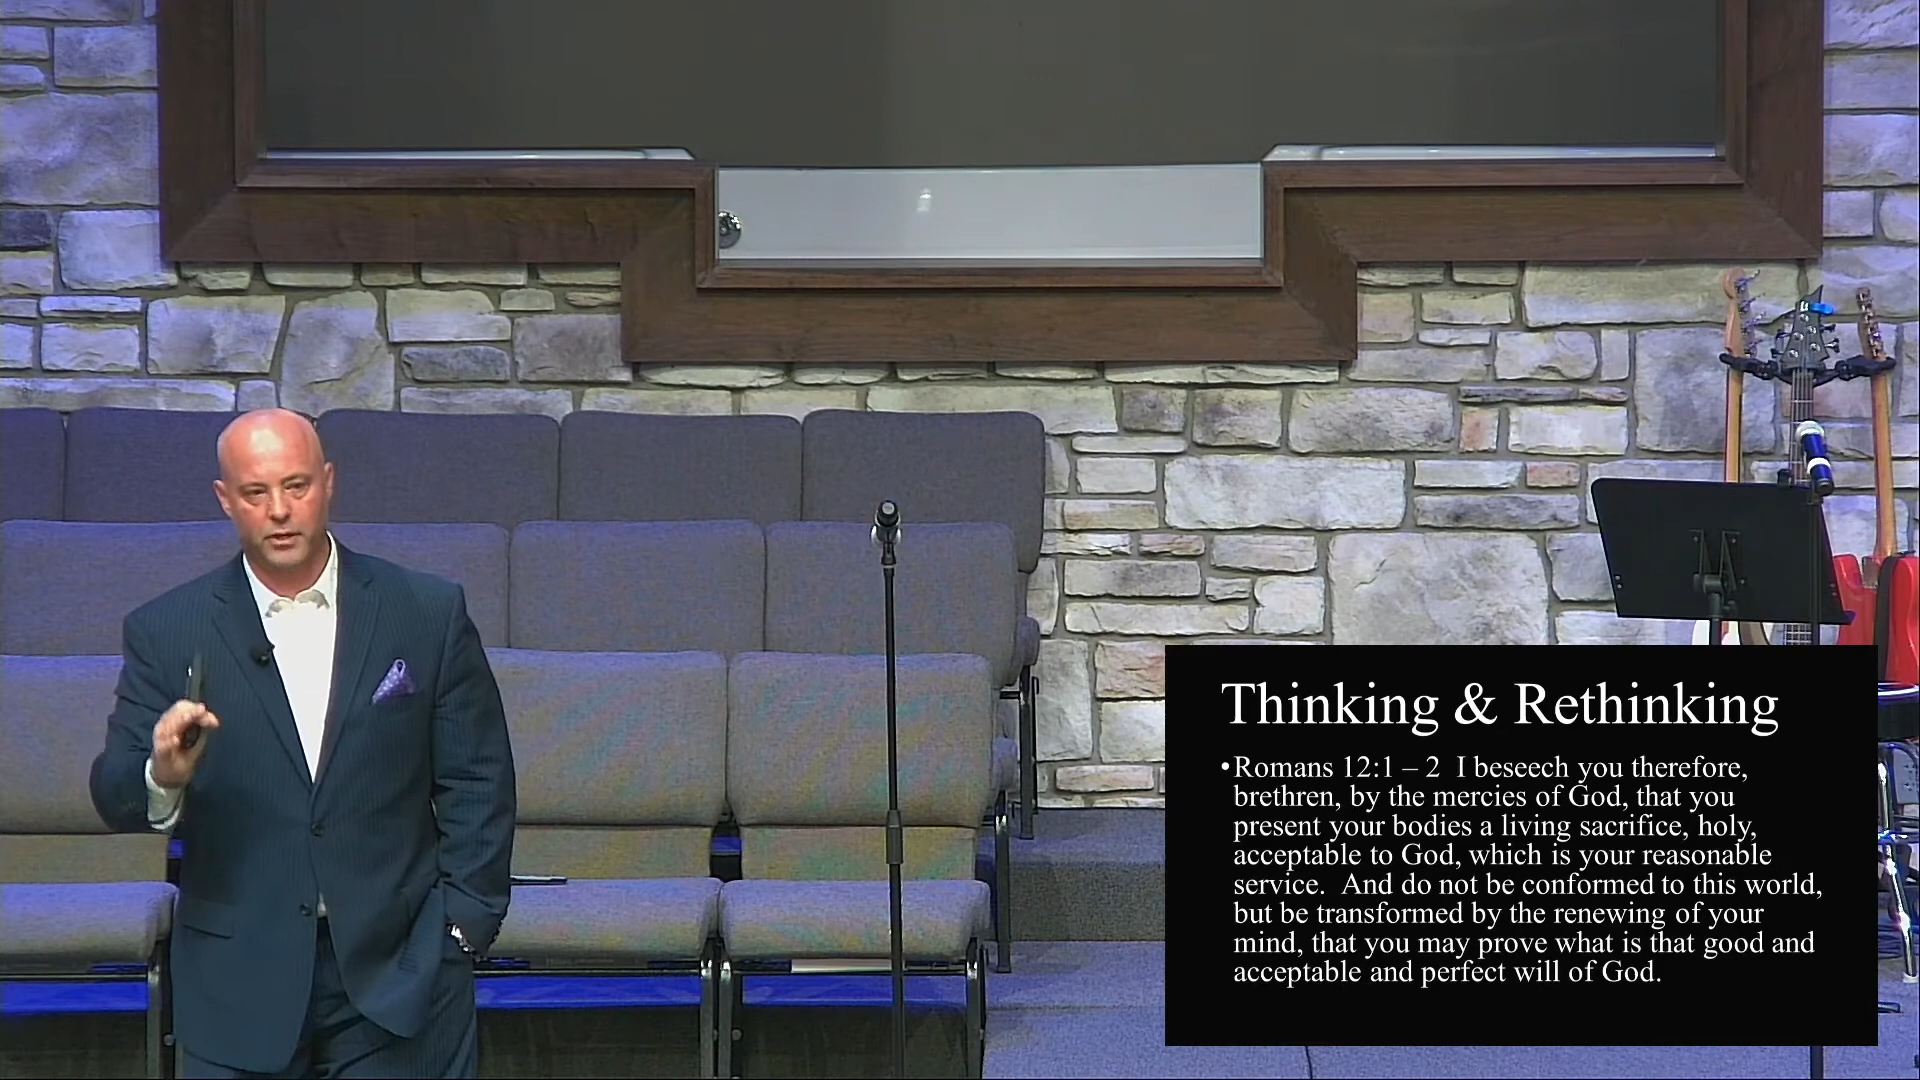 Thinking & Rethinking
•Romans 12:1 – 2  I beseech you therefore,
brethren, by the mercies of God, that you
present your bodies a living sacrifice, holy,
acceptable to God, which is your reasonable
service.  And do not be conformed to this world,
but be transformed by the renewing of your
mind, that you may prove what is that good and
acceptable and perfect will of God.